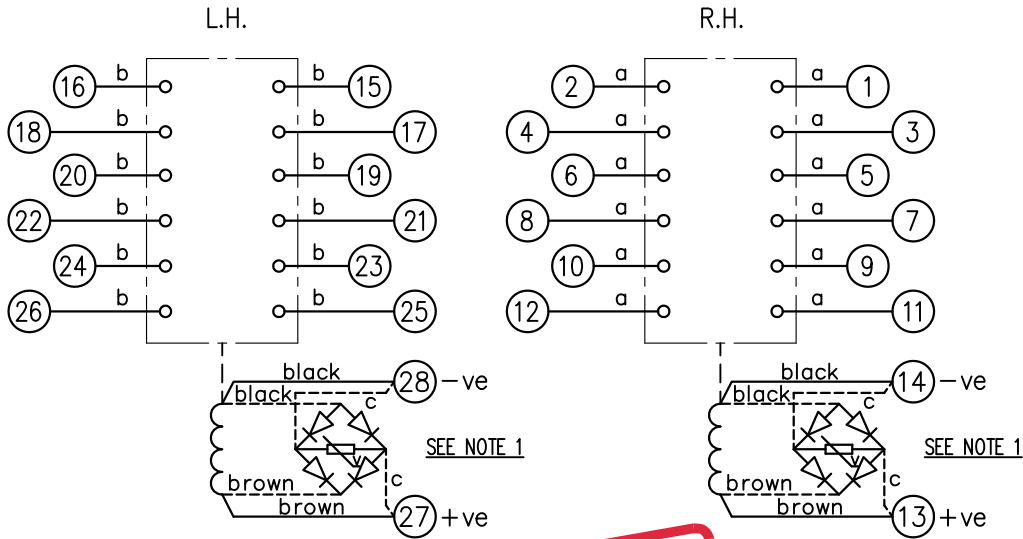 L.H. R.H.
16 b b 15 2 a a 1
18 b b 17 4 a a 3
20 b b 19 6 a a 5
22 b b 21 8 a a 7
24 b b 23 10 a a 9
26 b b 25 12 a a 11
black 28 -ve black 14 -ve
black c black c
SEE NOTE 1 SEE NOTE 1
v v
brown c brown c
brown 27 +ve brown 13 +ve